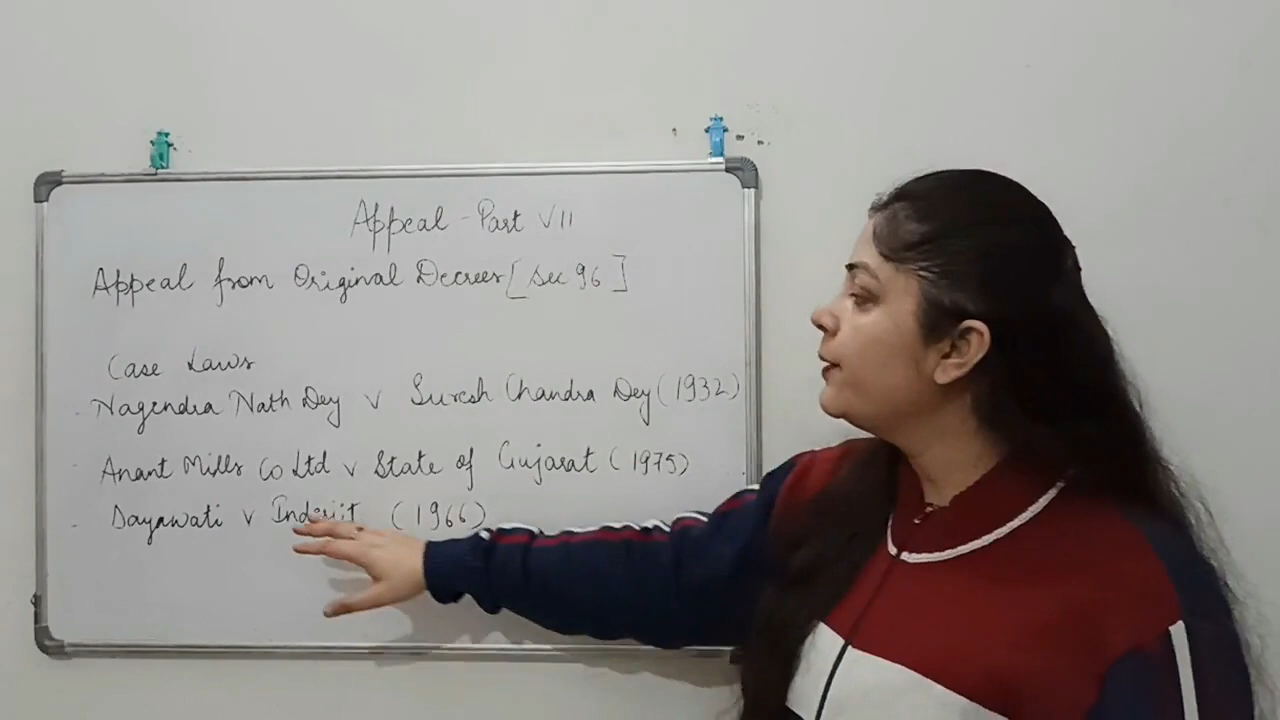 Appeal - Part VII
Appeal from Original Decrees [Sec 96]
Case Laws
- Nagendra Nath Dey v Suresh Chandra Dey (1932)
- Anant Mills Co Ltd v State of Gujarat (1975)
- Dayawati v Inderjit (1966)